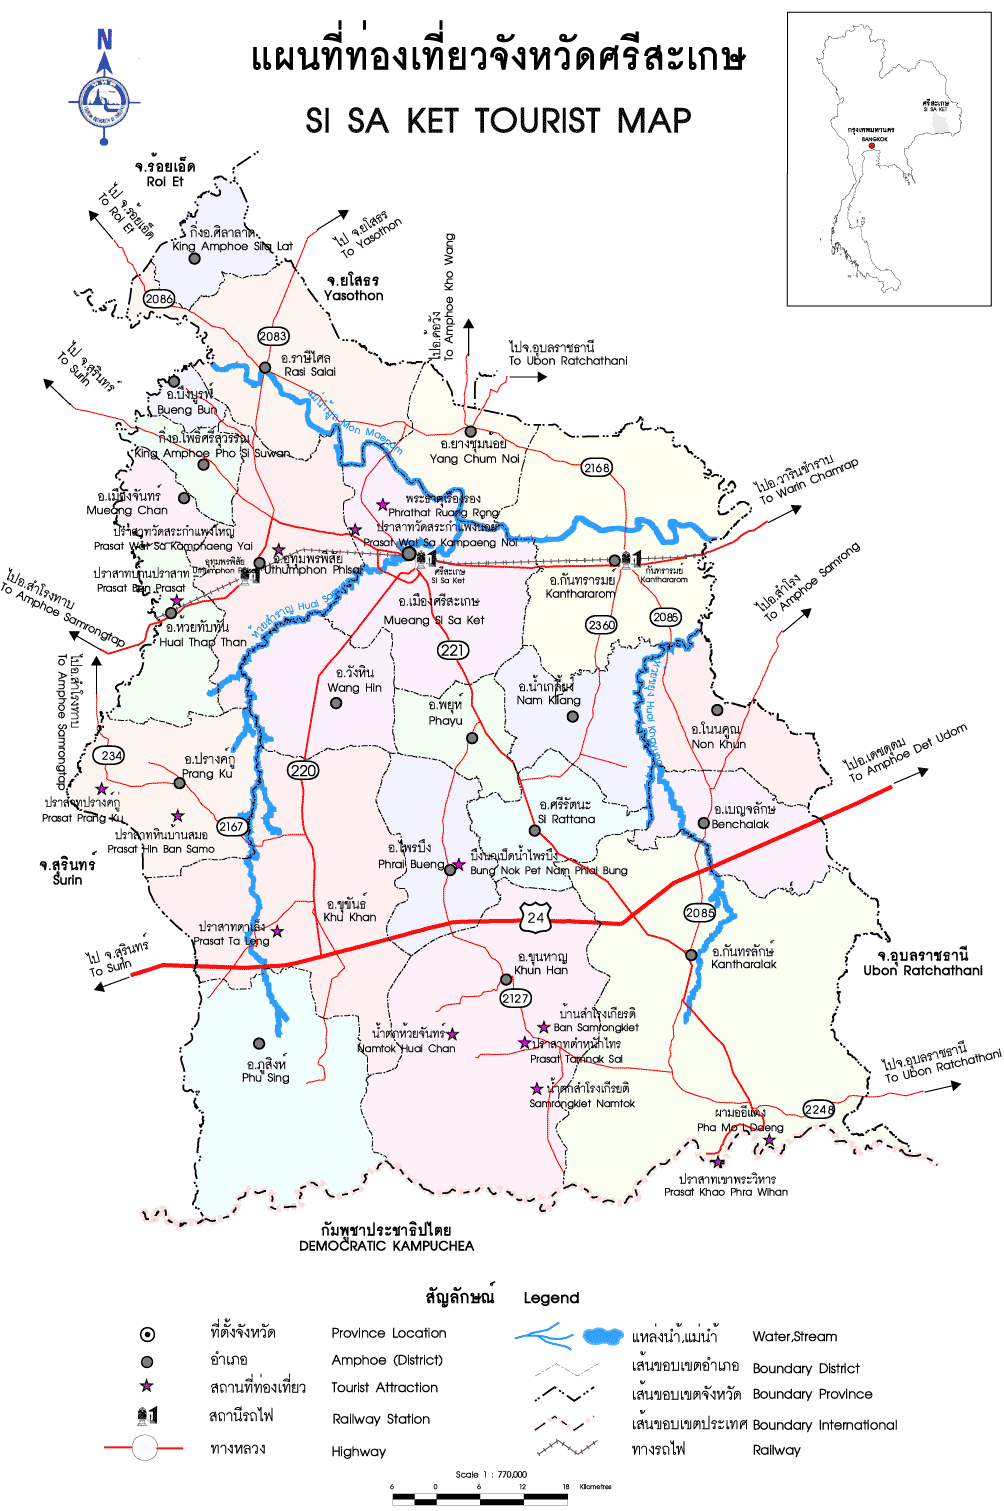 N
แผนที่ท่องเที่ยวจังหวัดศรีสะเกษ
SI SA KET TOURIST MAP
ศรีสะเกษ
SI SA KET
กรุงเทพมหานคร
BANGKOK
จ.ร้อยเอ็ด
Roi Et
ไป จ.ร้อยเอ็ด
To Roi Et
กิ่งอ.ศิลาลาด
King Amphoe Sila Lat
ไป จ.ยโสธร
To Yasothon
จ.ยโสธร
Yasothon
2086
2083
ไปอ.ค้อวัง
To Amphoe Kho Wang
ไปจ.อุบลราชธานี
To Ubon Ratchathani
ไป จ.สุรินทร์
To Surin
อ.ราษีไศล
Rasi Salai
อ.บึงบูรพ์
Bueng Bun
แม่น้ำมูล Mon Maenam
กิ่งอ.โพธิ์ศรีสุวรรณ
King Amphoe Pho Si Suwan
อ.ยางชุมน้อย
Yang Chum Noi
2168
ไปอ.วารินชำราบ
To Warin Chamrap
อ.เมืองจันทร์
Mueang Chan
พระธาตุเรืองรอง
Phrathat Ruang Rong
ปราสาทวัดสระกำแพงใหญ่
Prasat Wat Sa Kamphaeng Yai
ปราสาทวัดสระกำแพงน้อย
Prasat Wat Sa Kampaeng Noi
ปราสาทบ้านปราสาท
Prasat Ban Prasat
อุทุมพรพิสัย
Uthumphon Phisai
อ.อุทุมพรพิสัย
Uthumphon Phisai
ศรีสะเกษ
Si Sa Ket
อ.กันทรารมย์
Kanthararom
กันทรารมย์
Kanthararom
ไปอ.สำโรงทาบ
To Amphoe Samrongtap
ไปอ.สำโรง
To Amphoe Samrong
อ.ห้วยทับทัน
Huai Thap Than
อ.เมืองศรีสะเกษ
Mueang Si Sa Ket
2360
2085
221
ไปอ.สำโรงทาบ
To Amphoe Samrongtap
อ.วังหิน
Wang Hin
อ.พยุห์
Phayu
อ.น้ำเกลี้ยง
Nam Kliang
อ.โนนคูณ
Non Khun
234
อ.ปรางค์กู่
Prang Ku
220
ไปอ.เดชอุดม
To Amphoe Det Udom
ปราสาทปรางค์กู่
Prasat Prang Ku
อ.ศรีรัตนะ
Si Rattana
อ.เบญจลักษ์
Benchalak
2167
ปราสาทหินบ้านสมอ
Prasat Hin Ban Samo
อ.ไพรบึง
Phrai Bueng
บึงนกเป็ดน้ำไพรบึง
Bung Nok Pet Nam Phlai Bung
จ.สุรินทร์
Surin
อ.ขุขันธ์
Khu Khan
24
2085
ปราสาทตาเล็ง
Prasat Ta Leng
ไป จ.สุรินทร์
To Surin
อ.ขุนหาญ
Khun Han
อ.กันทรลักษ์
Kantharalak
จ.อุบลราชธานี
Ubon Ratchathani
2127
น้ำตกห้วยจันทร์
Namtok Huai Chan
บ้านสำโรงเกียรติ
Ban Samrongkiet
ปราสาทตำหนักไทร
Prasat Tamnak Sai
อ.ภูสิงห์
Phu Sing
น้ำตกสำโรงเกียรติ
Samrongkiet Namtok
ไปจ.อุบลราชธานี
To Ubon Ratchathani
2248
ผามออีแดง
Pha Mo I Daeng
ปราสาทเขาพระวิหาร
Prasat Khao Phra Wihan
กัมพูชาประชาธิปไตย
DEMOCRATIC KAMPUCHEA
สัญลักษณ์ Legend
ที่ตั้งจังหวัด Province Location
อำเภอ Amphoe (District)
สถานที่ท่องเที่ยว Tourist Attraction
สถานีรถไฟ Railway Station
ทางหลวง Highway
แหล่งน้ำ,แม่น้ำ Water,Stream
เส้นขอบเขตอำเภอ Boundary District
เส้นขอบเขตจังหวัด Boundary Province
เส้นขอบเขตประเทศ Boundary International
ทางรถไฟ Railway
Scale 1 : 770,000
6 0 6 12 18 Kilometres